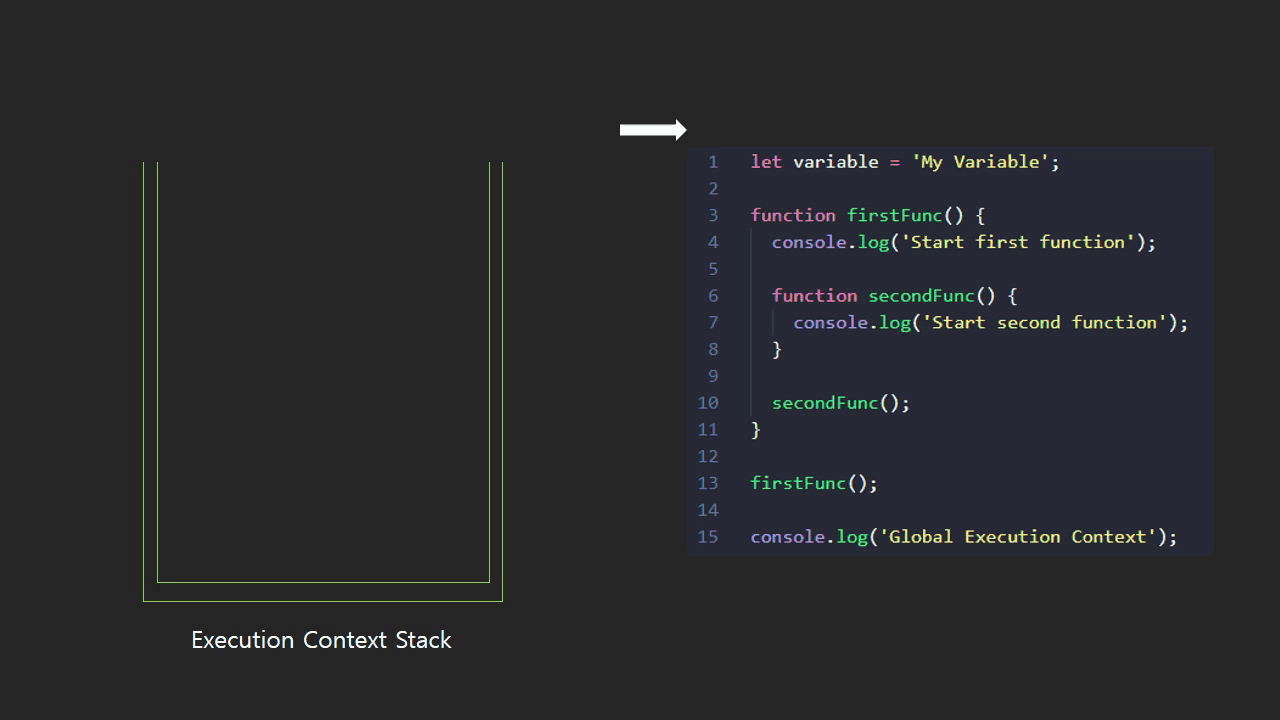 1 let variable = 'My Variable';
2
3 function firstFunc() {
4 console.log('Start first function');
5
6 function secondFunc() {
7 console.log('Start second function');
8 }
9
10 secondFunc();
11 }
12
13 firstFunc();
14
15 console.log('Global Execution Context');
Execution Context Stack